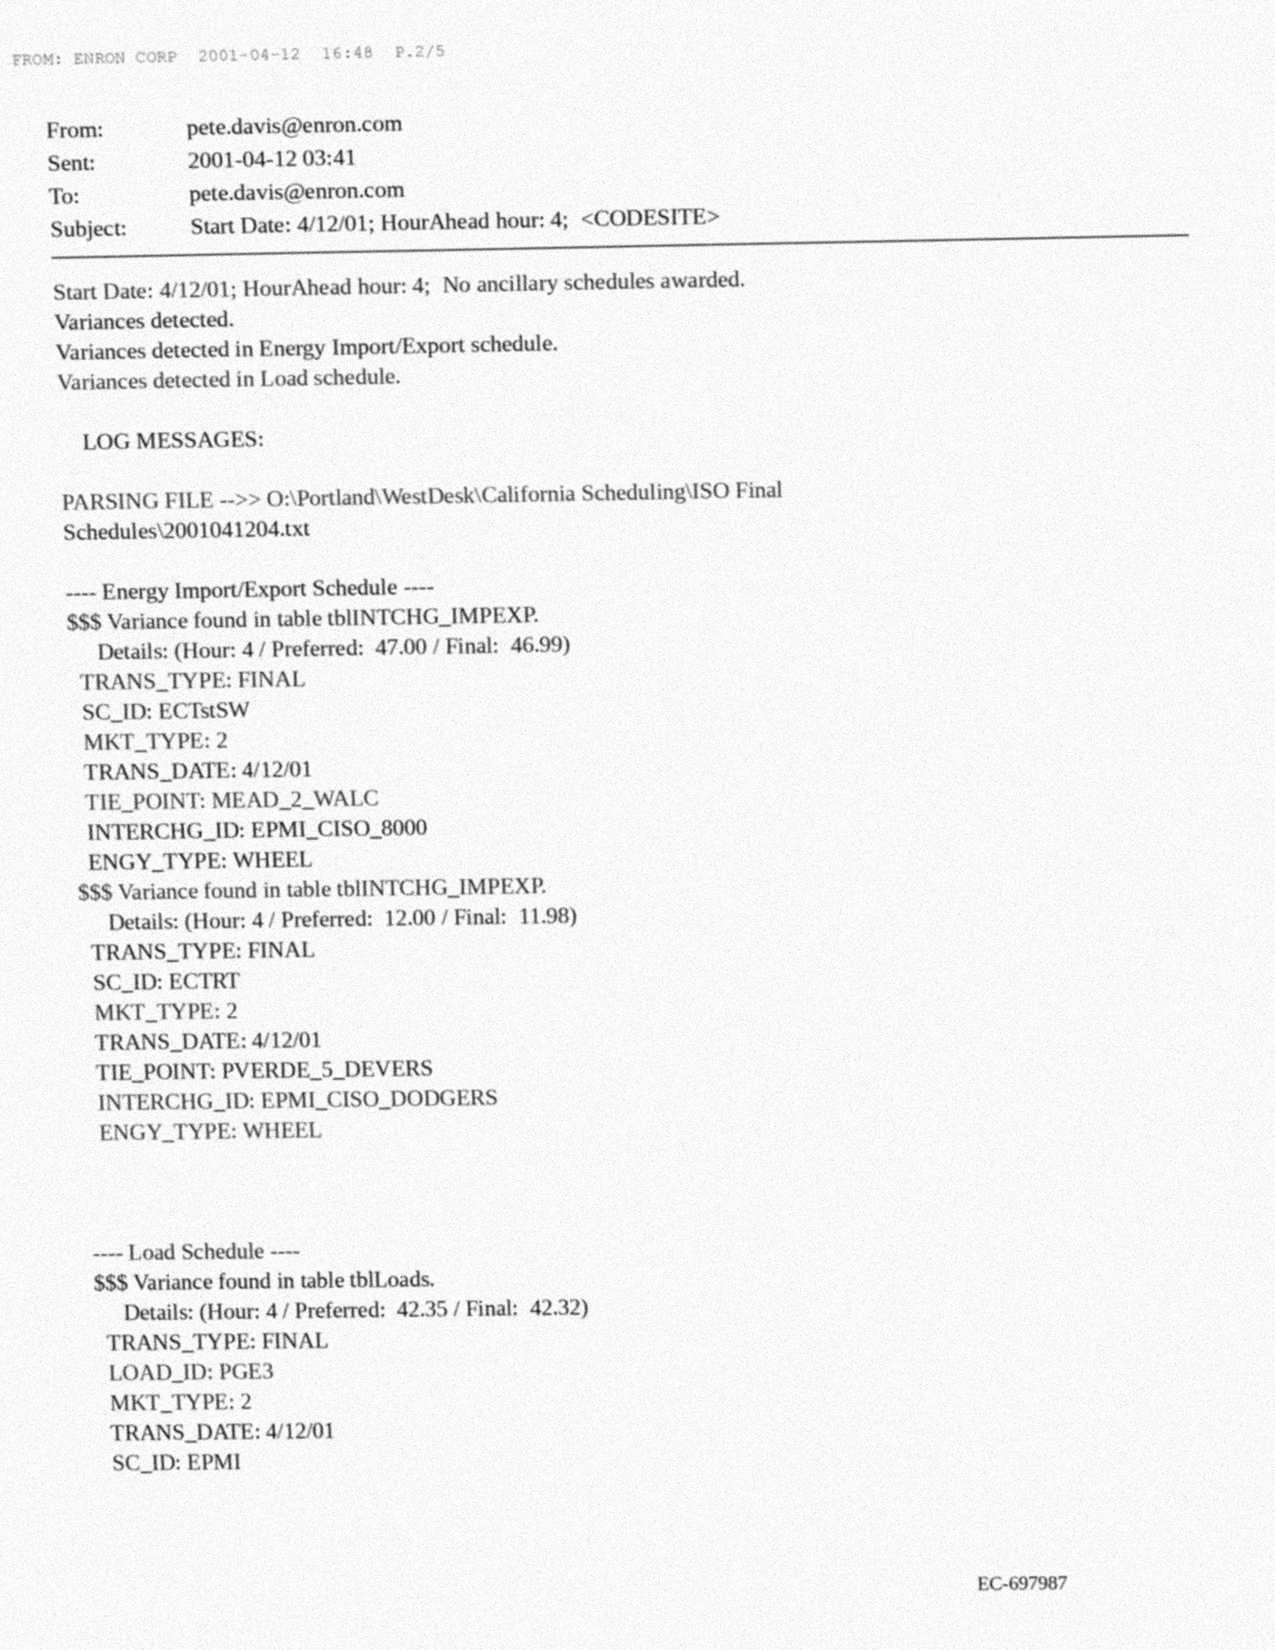 FROM: ENRON CORP  2001-04-12  16:48  P.2/5
From: pete.davis@enron.com
Sent: 2001-04-12 03:41
To: pete.davis@enron.com
Subject: Start Date: 4/12/01; HourAhead hour: 4;  <CODESITE>
Start Date: 4/12/01; HourAhead hour: 4;  No ancillary schedules awarded.
Variances detected.
Variances detected in Energy Import/Export schedule.
Variances detected in Load schedule.
LOG MESSAGES:
PARSING FILE -->> O:\Portland\WestDesk\California Scheduling\ISO Final
Schedules\2001041204.txt
---- Energy Import/Export Schedule ----
$$$ Variance found in table tblINTCHG_IMPEXP.
Details: (Hour: 4 / Preferred:  47.00 / Final:  46.99)
TRANS_TYPE: FINAL
SC_ID: ECTstSW
MKT_TYPE: 2
TRANS_DATE: 4/12/01
TIE_POINT: MEAD_2_WALC
INTERCHG_ID: EPMI_CISO_8000
ENGY_TYPE: WHEEL
$$$ Variance found in table tblINTCHG_IMPEXP.
Details: (Hour: 4 / Preferred:  12.00 / Final:  11.98)
TRANS_TYPE: FINAL
SC_ID: ECTRT
MKT_TYPE: 2
TRANS_DATE: 4/12/01
TIE_POINT: PVERDE_5_DEVERS
INTERCHG_ID: EPMI_CISO_DODGERS
ENGY_TYPE: WHEEL
---- Load Schedule ----
$$$ Variance found in table tblLoads.
Details: (Hour: 4 / Preferred:  42.35 / Final:  42.32)
TRANS_TYPE: FINAL
LOAD_ID: PGE3
MKT_TYPE: 2
TRANS_DATE: 4/12/01
SC_ID: EPMI
EC-697987